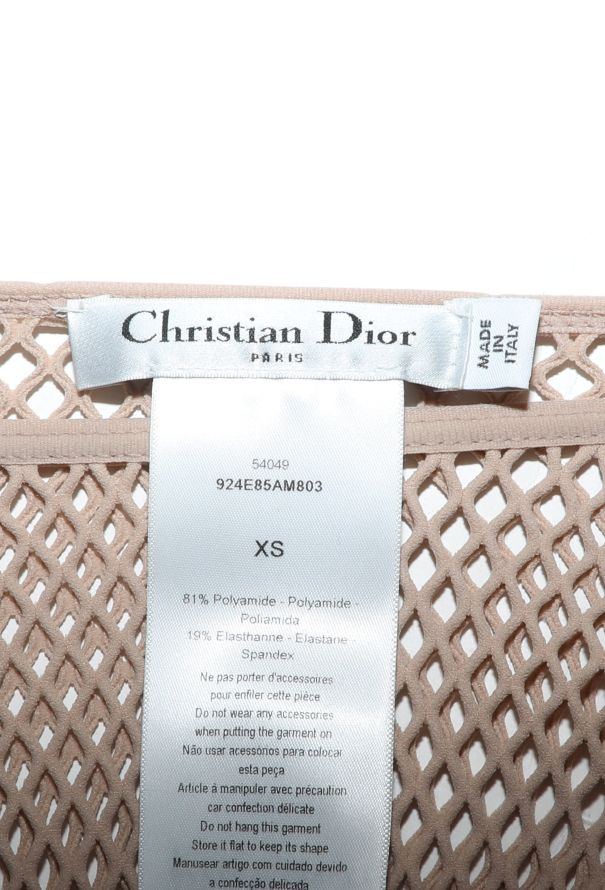 Christian Dior
PARIS
MADE
IN
ITALY
54049
924E85AM803
XS
81% Polyamide - Polyamide -
Poliamida
19% Elasthanne - Elastane -
Spandex
Ne pas porter d'accessoires
pour enfiler cette pièce
Do not wear any accessories
when putting the garment on
Não usar acessórios para colocar
esta peça
Article à manipuler avec précaution
car confection délicate
Do not hang this garment
Store it flat to keep its shape
Manusear artigo com cuidado devido
a confecção delicada